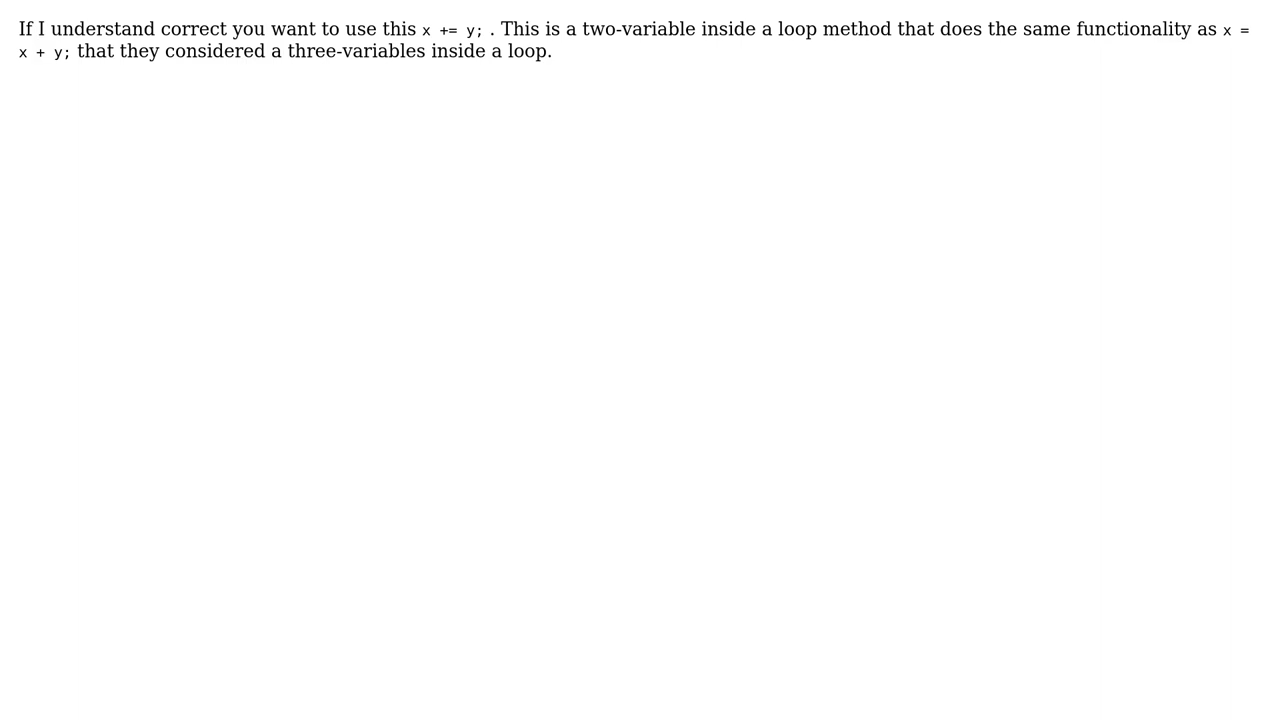 If I understand correct you want to use this x += y; . This is a two-variable inside a loop method that does the same functionality as x =
x + y; that they considered a three-variables inside a loop.